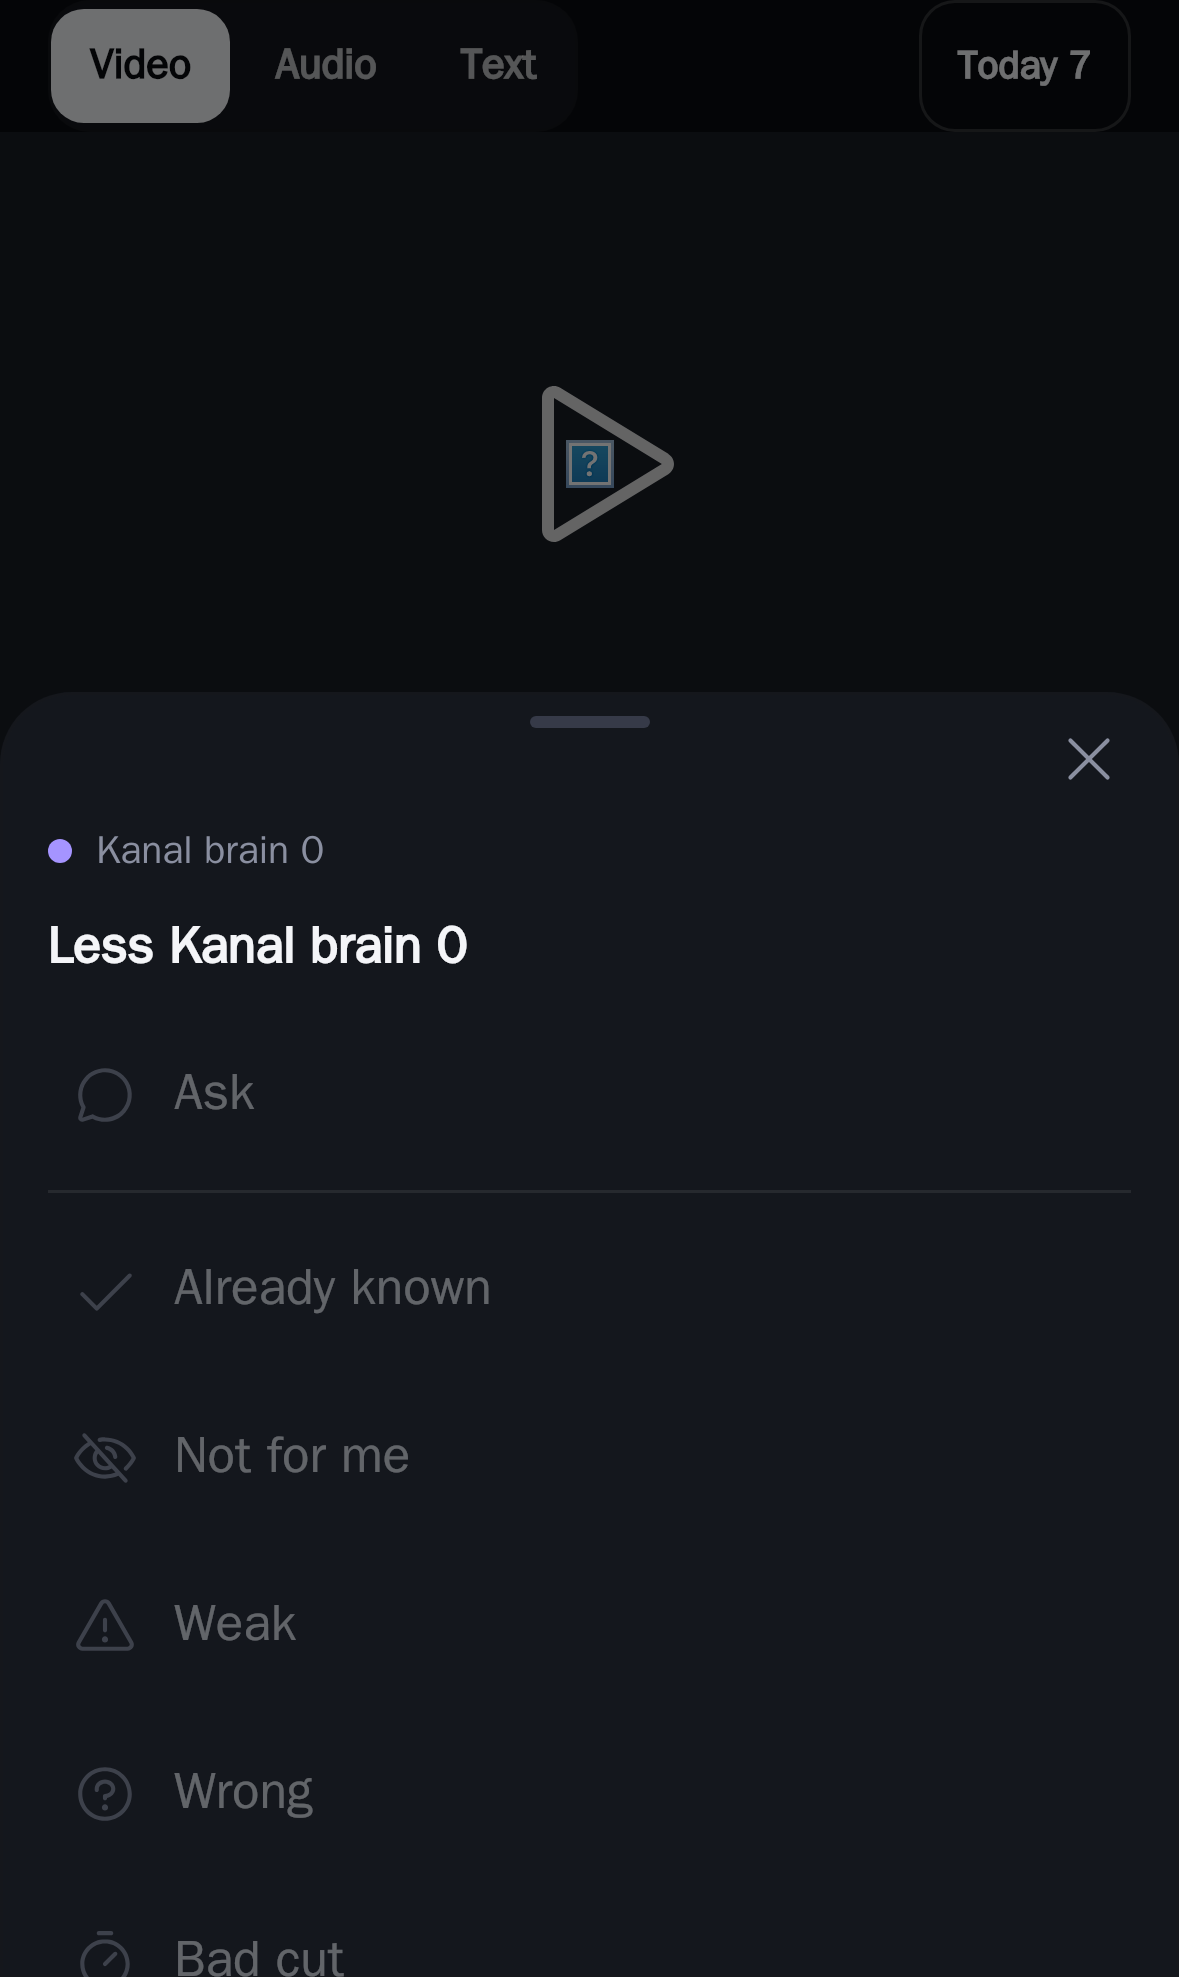 Video Audio Text Today 7
?
Kanal brain 0
Less Kanal brain 0
Ask
Already known
Not for me
Weak
Wrong
Bad cut